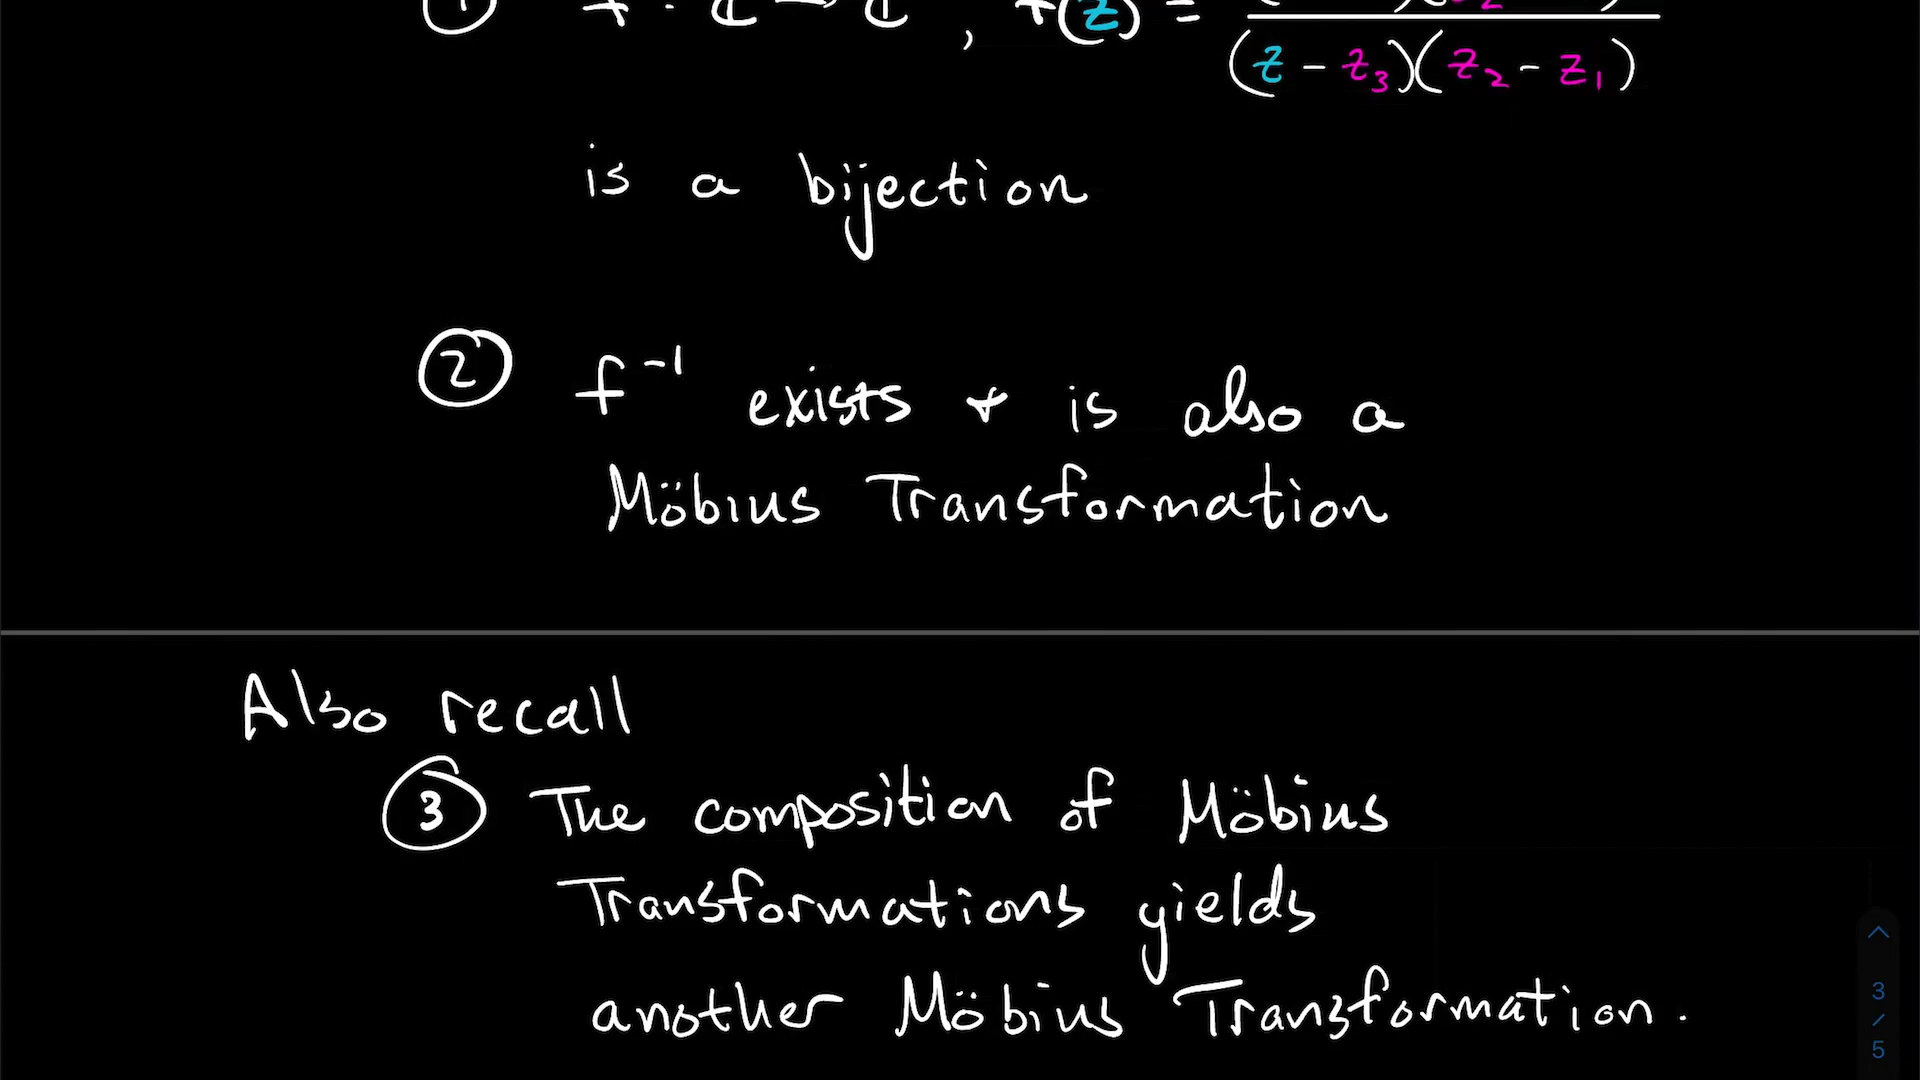 ① f : ℂ → ℂ , f(z) =
(z - z₃)(z₂ - z₁)
is a bijection
② f⁻¹ exists & is also a
Möbius Transformation
Also recall
③ The composition of Möbius
Transformations yields
another Möbius Transformation.
3
/
5